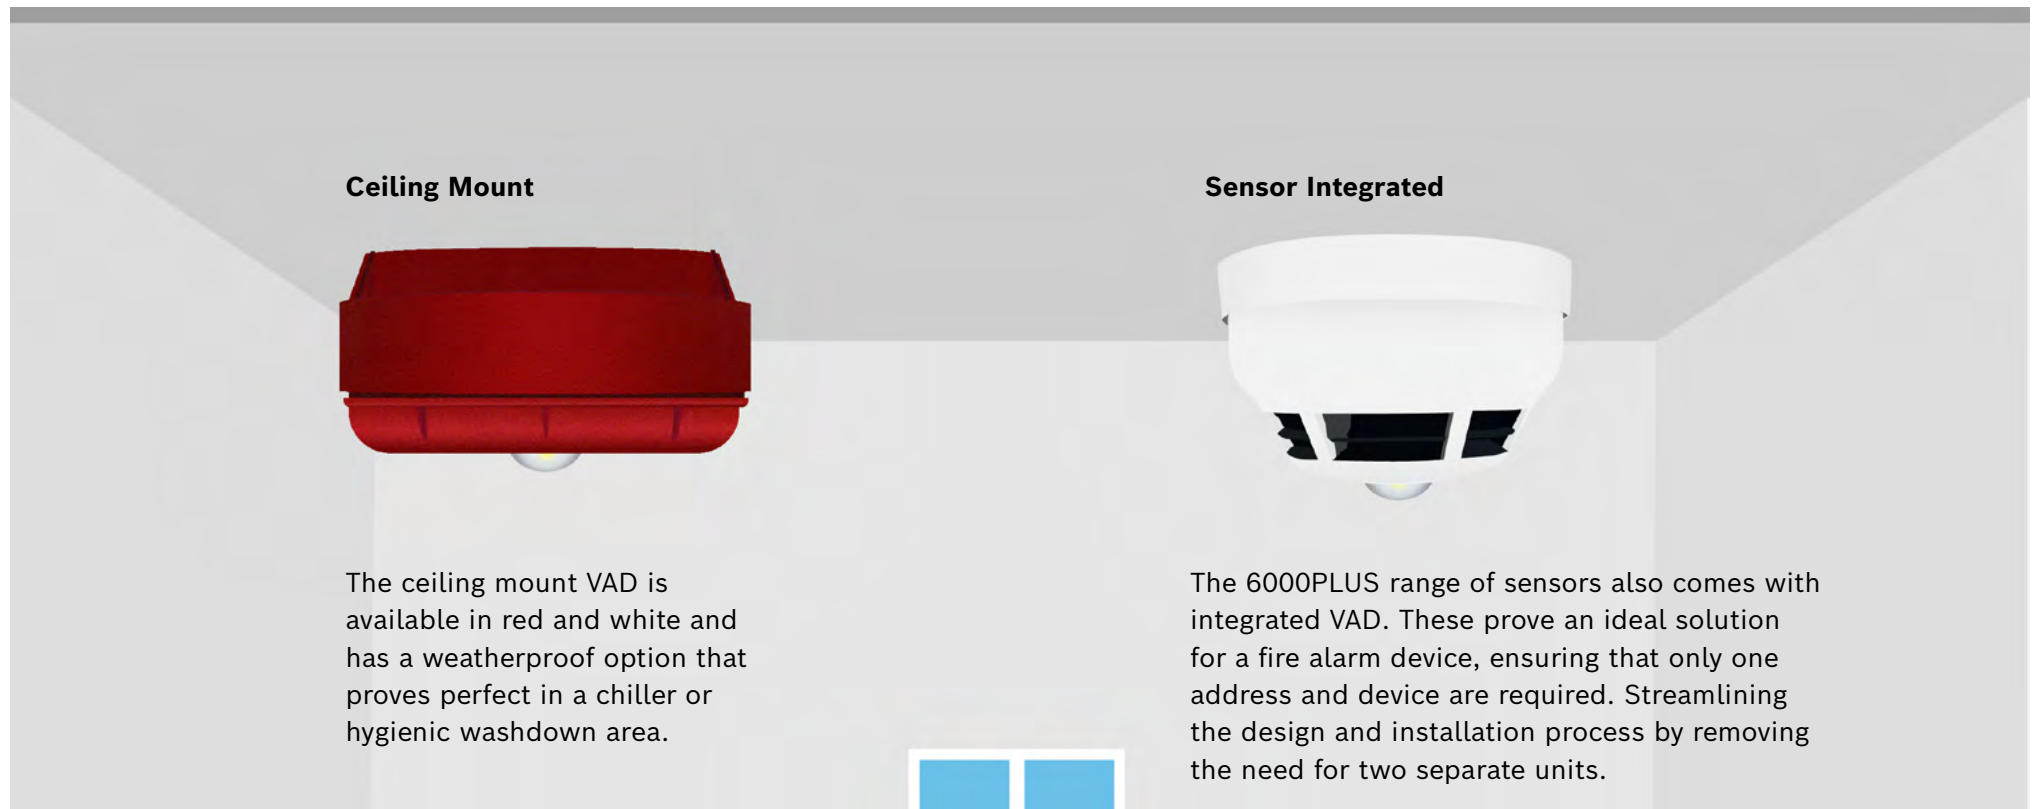 Ceiling Mount
The ceiling mount VAD is
available in red and white and
has a weatherproof option that
proves perfect in a chiller or
hygienic washdown area.
Sensor Integrated
The 6000PLUS range of sensors also comes with
integrated VAD. These prove an ideal solution
for a fire alarm device, ensuring that only one
address and device are required. Streamlining
the design and installation process by removing
the need for two separate units.